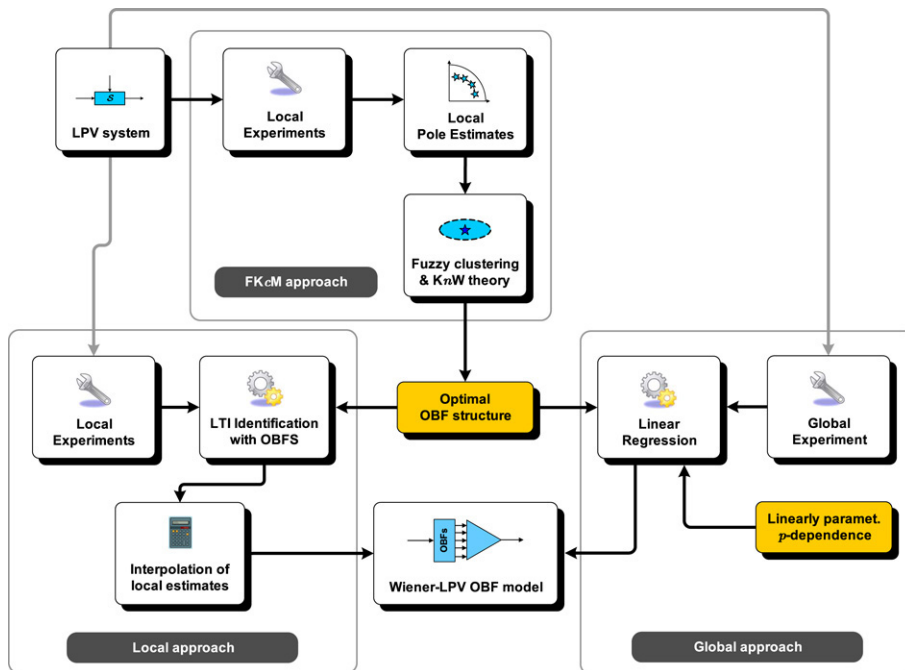 S
LPV system
Local
Experiments
Local
Pole Estimates
Fuzzy clustering
& KnW theory
FKcM approach
Local
Experiments
LTI Identification
with OBFS
Optimal
OBF structure
Linear
Regression
Global
Experiment
Interpolation of
local estimates
OBFs
Wiener-LPV OBF model
Linearly paramet.
p-dependence
Local approach
Global approach